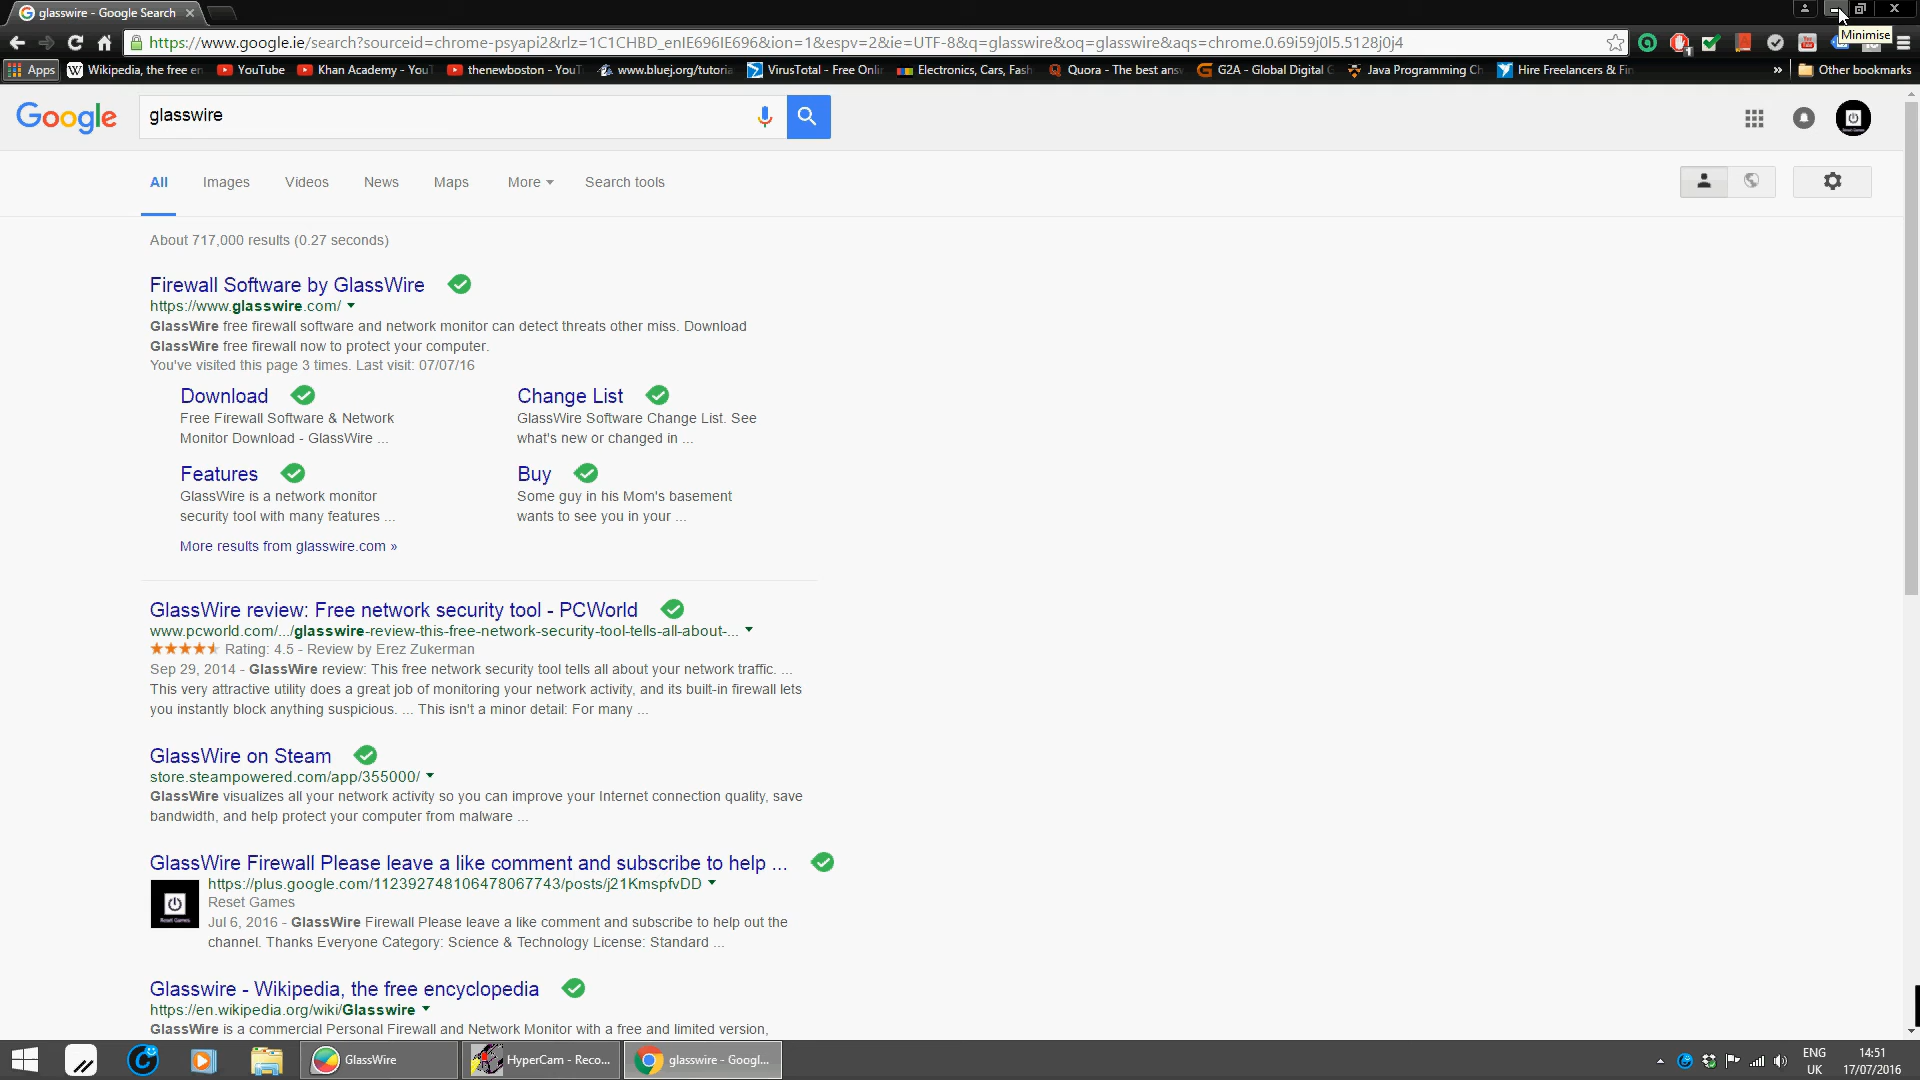 glasswire - Google Search
Minimise
https://www.google.ie/search?sourceid=chrome-psyapi2&rlz=1C1CHBD_enIE696IE696&ion=1&espv=2&ie=UTF-8&q=glasswire&oq=glasswire&aqs=chrome.0.69i59j0l5.5128j0j4
Apps Wikipedia, the free en YouTube Khan Academy - You thenewboston - You www.bluej.org/tutoria VirusTotal - Free Onli Electronics, Cars, Fash Quora - The best ans G2A - Global Digital Java Programming Ch Hire Freelancers & Fin » Other bookmarks
Google glasswire
All Images Videos News Maps More Search tools
About 717,000 results (0.27 seconds)
Firewall Software by GlassWire
https://www.glasswire.com/
GlassWire free firewall software and network monitor can detect threats other miss. Download
GlassWire free firewall now to protect your computer.
You've visited this page 3 times. Last visit: 07/07/16
Download
Free Firewall Software & Network
Monitor Download - GlassWire ...
Change List
GlassWire Software Change List. See
what's new or changed in ...
Features
GlassWire is a network monitor
security tool with many features ...
Buy
Some guy in his Mom's basement
wants to see you in your ...
More results from glasswire.com »
GlassWire review: Free network security tool - PCWorld
www.pcworld.com/.../glasswire-review-this-free-network-security-tool-tells-all-about-...
Rating: 4.5 - Review by Erez Zukerman
Sep 29, 2014 - GlassWire review: This free network security tool tells all about your network traffic. ...
This very attractive utility does a great job of monitoring your network activity, and its built-in firewall lets
you instantly block anything suspicious. ... This isn't a minor detail: For many ...
GlassWire on Steam
store.steampowered.com/app/355000/
GlassWire visualizes all your network activity so you can improve your Internet connection quality, save
bandwidth, and help protect your computer from malware ...
GlassWire Firewall Please leave a like comment and subscribe to help ...
https://plus.google.com/112392748106478067743/posts/j21KmspfvDD
Reset Games
Jul 6, 2016 - GlassWire Firewall Please leave a like comment and subscribe to help out the
channel. Thanks Everyone Category: Science & Technology License: Standard ...
Glasswire - Wikipedia, the free encyclopedia
https://en.wikipedia.org/wiki/Glasswire
GlassWire is a commercial Personal Firewall and Network Monitor with a free and limited version,
GlassWire HyperCam - Reco... glasswire - Googl...
ENG
UK
14:51
17/07/2016